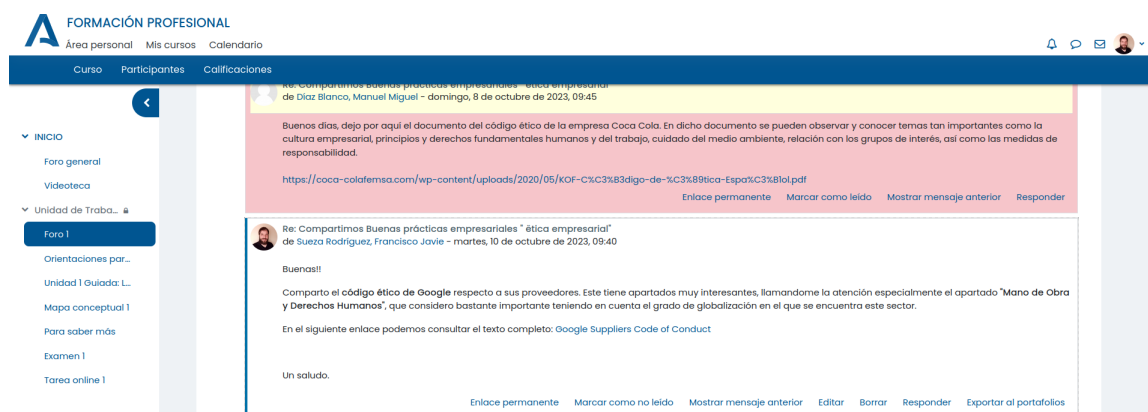 FORMACIÓN PROFESIONAL
Área personal Mis cursos Calendario
Curso Participantes Calificaciones
INICIO
Foro general
Videoteca
Unidad de Traba...
Foro 1
Orientaciones par...
Unidad 1 Guiada: L...
Mapa conceptual 1
Para saber más
Examen 1
Tarea online 1
Re: Compartimos Buenas prácticas empresariales " ética empresarial"
de Diaz Blanco, Manuel Miguel - domingo, 8 de octubre de 2023, 09:45
Buenos días, dejo por aquí el documento del código ético de la empresa Coca Cola. En dicho documento se pueden observar y conocer temas tan importantes como la
cultura empresarial, principios y derechos fundamentales humanos y del trabajo, cuidado del medio ambiente, relación con los grupos de interés, así como las medidas de
responsabilidad.
https://coca-colafemsa.com/wp-content/uploads/2020/05/KOF-C%C3%B3digo-de-%C3%89tica-Espa%C3%B1ol.pdf
Enlace permanente Marcar como leído Mostrar mensaje anterior Responder
Re: Compartimos Buenas prácticas empresariales " ética empresarial"
de Sueza Rodríguez, Francisco Javie - martes, 10 de octubre de 2023, 09:40
Buenas!!
Comparto el código ético de Google respecto a sus proveedores. Este tiene apartados muy interesantes, llamandome la atención especialmente el apartado "Mano de Obra
y Derechos Humanos", que considero bastante importante teniendo en cuenta el grado de globalización en el que se encuentra este sector.
En el siguiente enlace podemos consultar el texto completo: Google Suppliers Code of Conduct
Un saludo.
Enlace permanente Marcar como no leído Mostrar mensaje anterior Editar Borrar Responder Exportar al portafolios